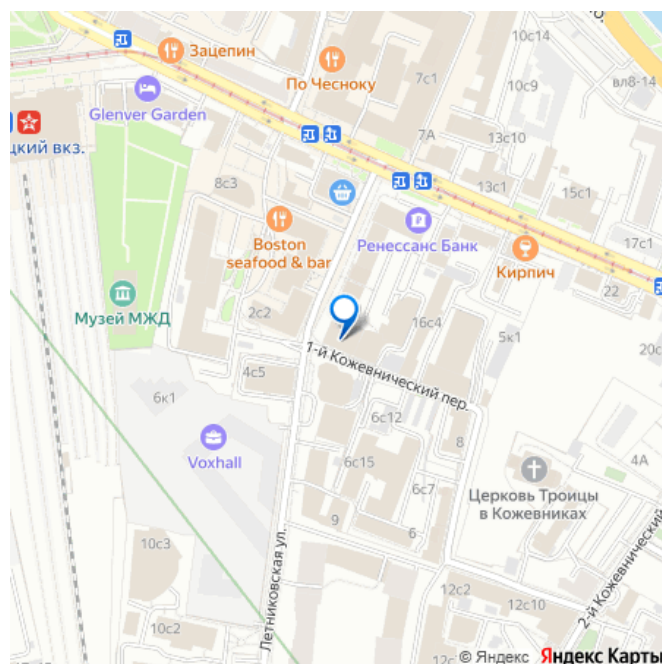 Зацепин
По Чесноку
7с1
10с14
10с9
вл8-14
Glenver Garden
цкий вкз.
7А
13с10
8с3
13с1
15с1
Boston
seafood & bar
Ренессанс Банк
Кирпич
17с1
22
Музей МЖД
2с2
16с4
5к1
20с
1-й Кожевнический пер.
4с5
6к1
6с12
8
Voxhall
6с15
6с7
4А
Церковь Троицы
в Кожевниках
9
6
10с3
Летниковская ул.
2-й Кожевнический
12с2
12с10
10с2
© Яндекс Яндекс Карты